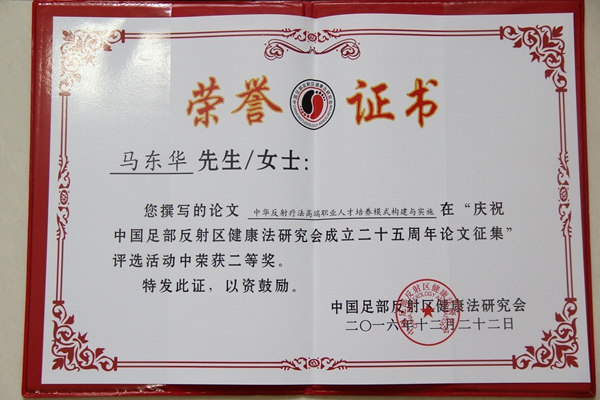 荣誉证书
马东华 先生/女士：
您撰写的论文 中华反射疗法高端职业人才培养模式构建与实施 在“庆祝
中国足部反射区健康法研究会成立二十五周年论文征集”
评选活动中荣获二等奖。
特发此证，以资鼓励。
中国足部反射区健康法研究会
二〇一六年十二月二十二日